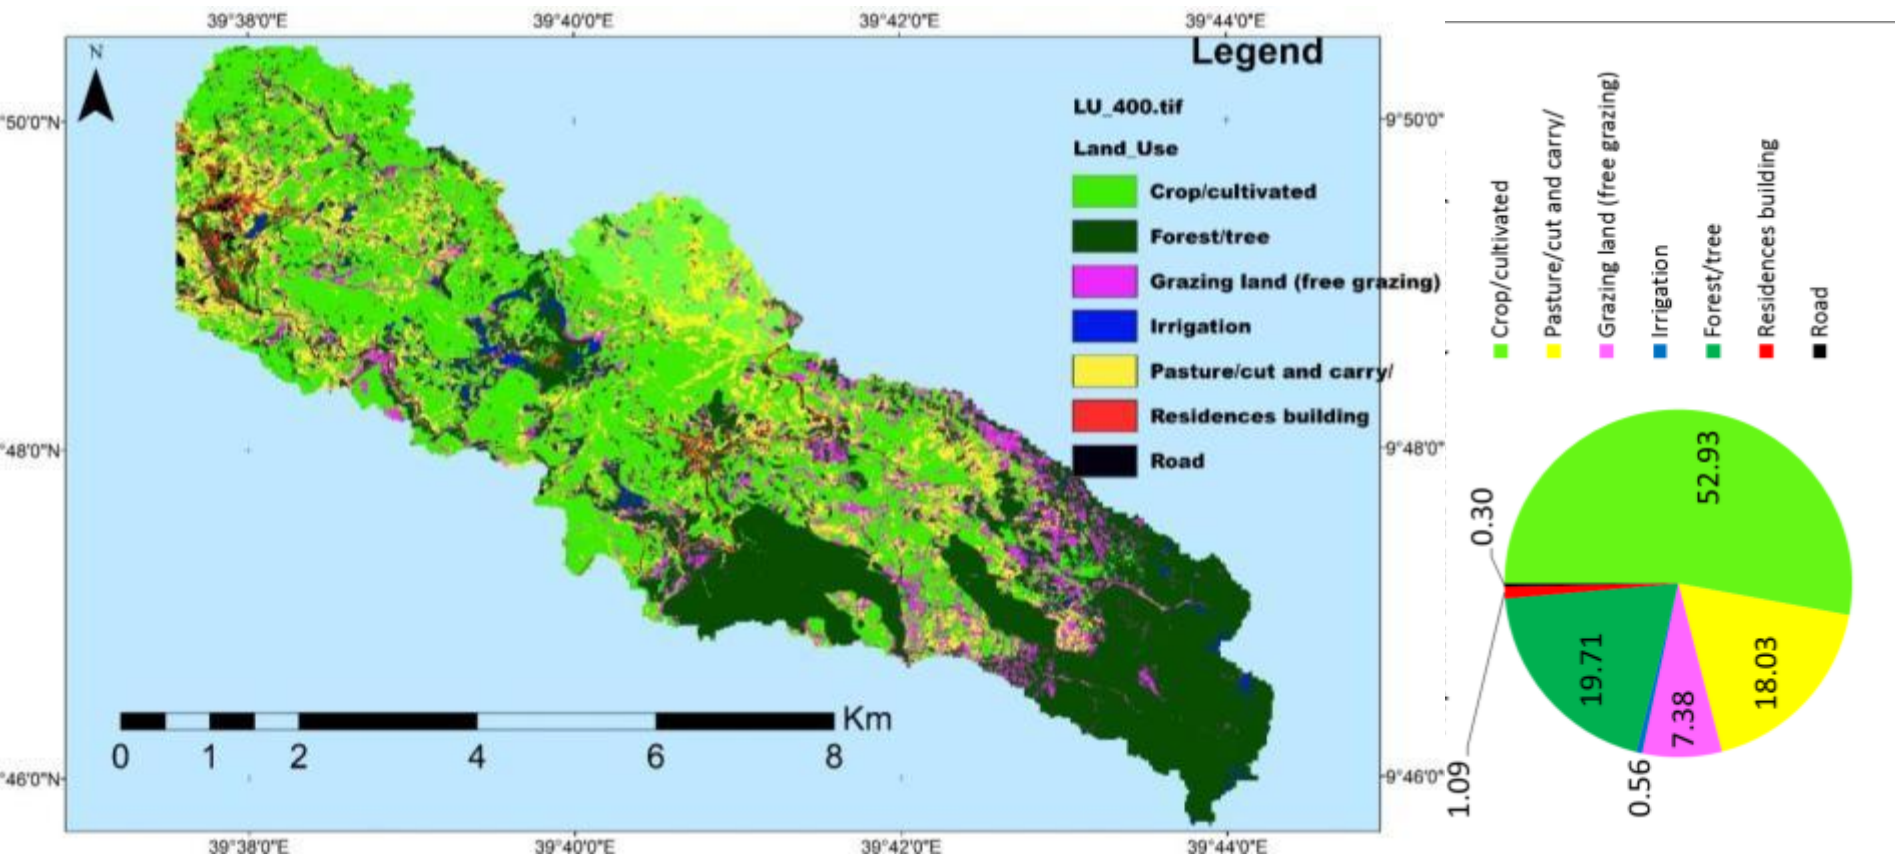 39°38'0"E 39°40'0"E 39°42'0"E 39°44'0"E
N
Legend
LU_400.tif
°50'0"N 9°50'0"
Land_Use
Crop/cultivated
Forest/tree
Grazing land (free grazing)
Irrigation
Pasture/cut and carry/
Residences building
°48'0"N 9°48'0"
Road
Km
0 1 2 4 6 8
°46'0"N 9°46'0"
39°38'0"E 39°40'0"E 39°42'0"E 39°44'0"E
Crop/cultivated
Pasture/cut and carry/
Grazing land (free grazing)
Irrigation
Forest/tree
Residences building
Road
52.93
18.03
7.38
0.56
19.71
1.09
0.30